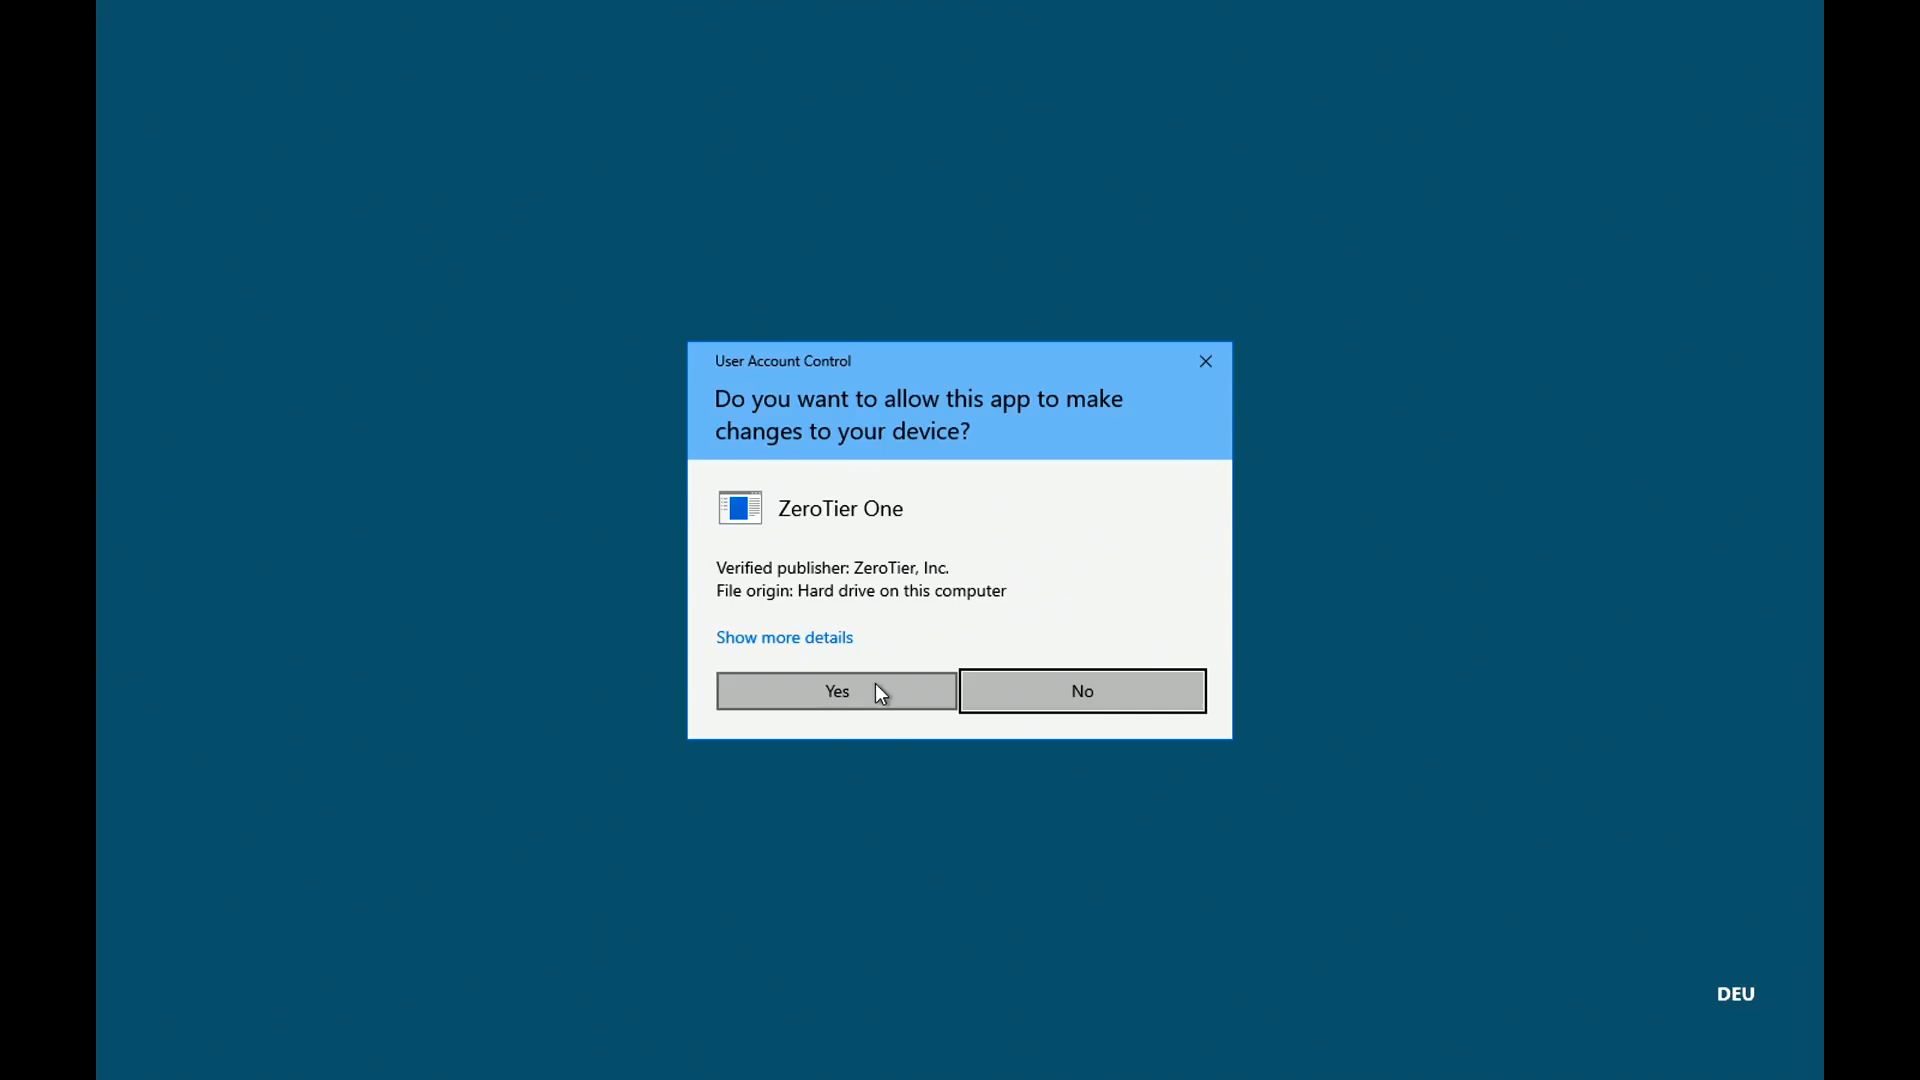 User Account Control
Do you want to allow this app to make
changes to your device?
ZeroTier One
Verified publisher: ZeroTier, Inc.
File origin: Hard drive on this computer
Show more details
Yes
No
DEU